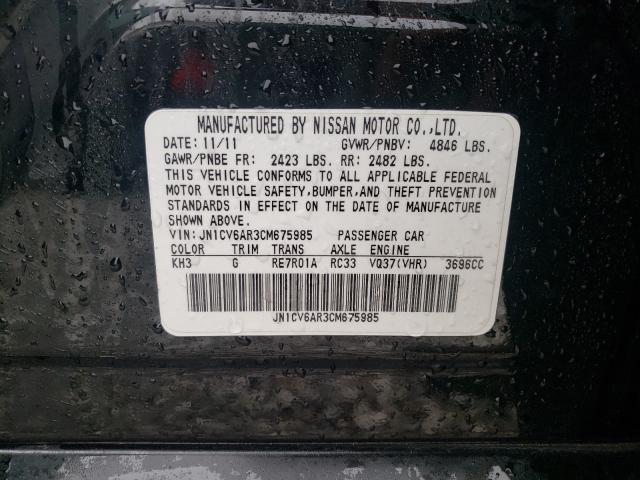 MANUFACTURED BY NISSAN MOTOR CO.,LTD.
DATE: 11/11 GVWR/PNBV: 4846 LBS.
GAWR/PNBE FR: 2423 LBS. RR: 2482 LBS.
THIS VEHICLE CONFORMS TO ALL APPLICABLE FEDERAL
MOTOR VEHICLE SAFETY,BUMPER,AND THEFT PREVENTION
STANDARDS IN EFFECT ON THE DATE OF MANUFACTURE
SHOWN ABOVE.
VIN:JN1CV6AR3CM675985 PASSENGER CAR
COLOR TRIM TRANS AXLE ENGINE
KH3 G RE7R01A RC33 VQ37(VHR) 3696CC
JN1CV6AR3CM675985